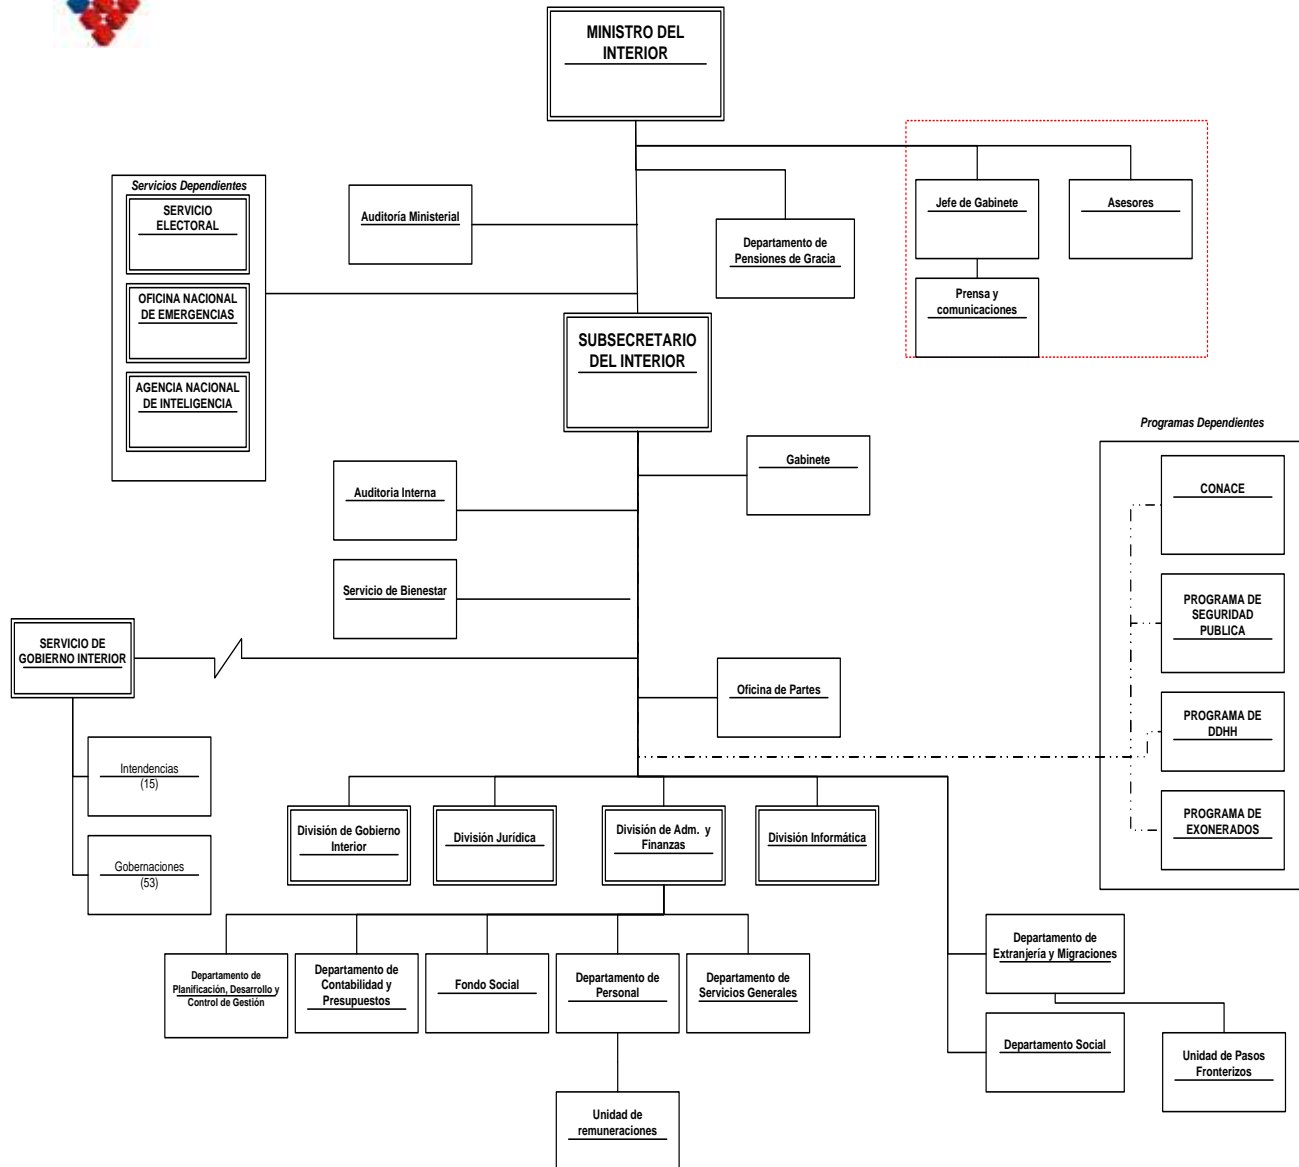 MINISTRO DEL
INTERIOR
Servicios Dependientes
SERVICIO
ELECTORAL
OFICINA NACIONAL
DE EMERGENCIAS
AGENCIA NACIONAL
DE INTELIGENCIA
Auditoría Ministerial
Departamento de
Pensiones de Gracia
Jefe de Gabinete
Asesores
Prensa y
comunicaciones
SUBSECRETARIO
DEL INTERIOR
Programas Dependientes
Gabinete
Auditoria Interna
CONACE
Servicio de Bienestar
PROGRAMA DE
SEGURIDAD
PUBLICA
SERVICIO DE
GOBIERNO INTERIOR
Oficina de Partes
PROGRAMA DE
DDHH
Intendencias
(15)
Gobernaciones
(53)
PROGRAMA DE
EXONERADOS
División de Gobierno
Interior
División Jurídica
División de Adm. y
Finanzas
División Informática
Departamento de
Planificación, Desarrollo y
Control de Gestión
Departamento de
Contabilidad y
Presupuestos
Fondo Social
Departamento de
Personal
Departamento de
Servicios Generales
Departamento de
Extranjería y Migraciones
Departamento Social
Unidad de Pasos
Fronterizos
Unidad de
remuneraciones